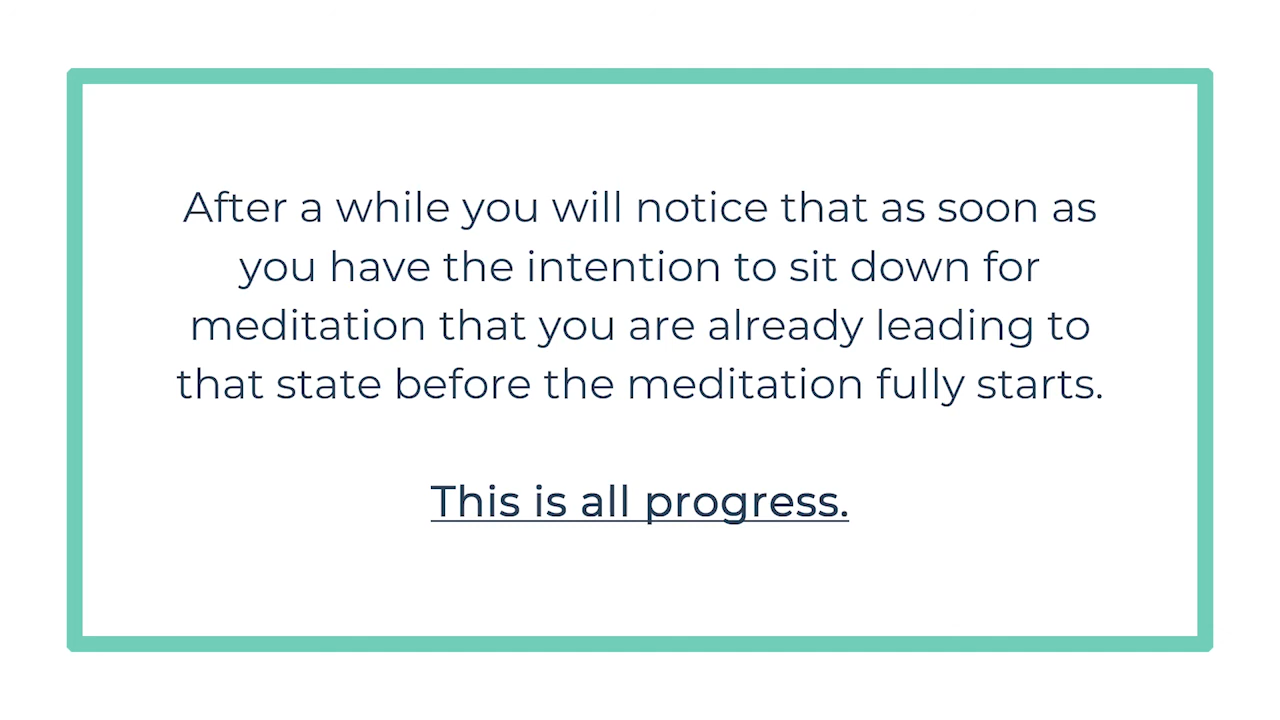 After a while you will notice that as soon as
you have the intention to sit down for
meditation that you are already leading to
that state before the meditation fully starts.
This is all progress.